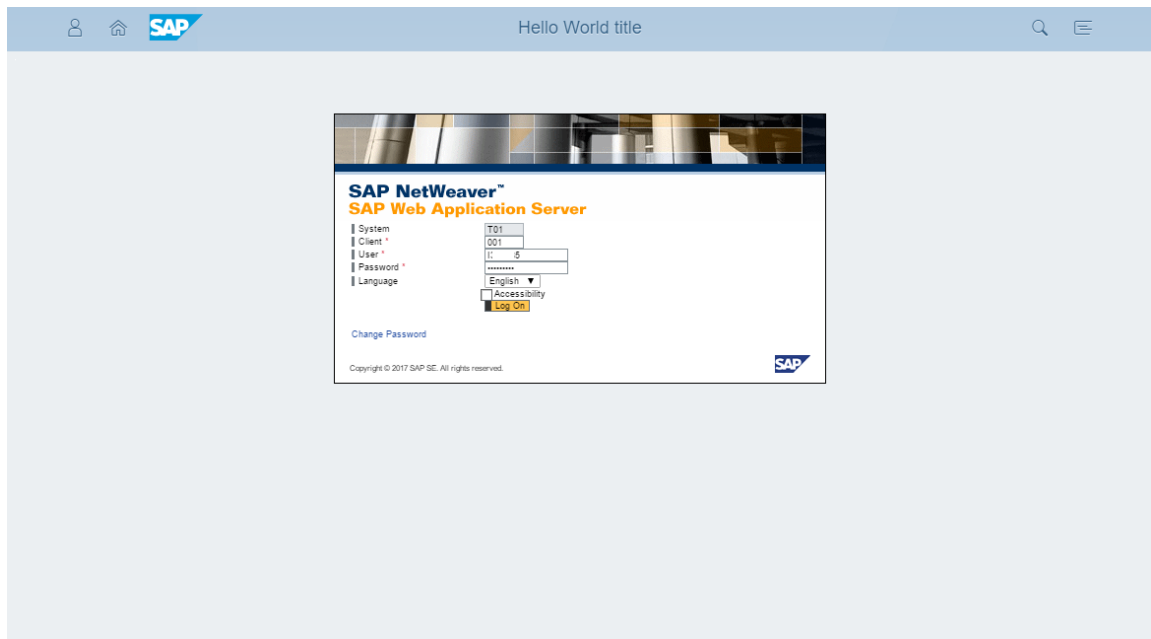 SAP
Hello World title
SAP NetWeaver™
SAP Web Application Server
System T01
Client * 001
User *
Password * •••••••••
Language English ▼
Accessibility
Log On
Change Password
Copyright © 2017 SAP SE. All rights reserved.
SAP